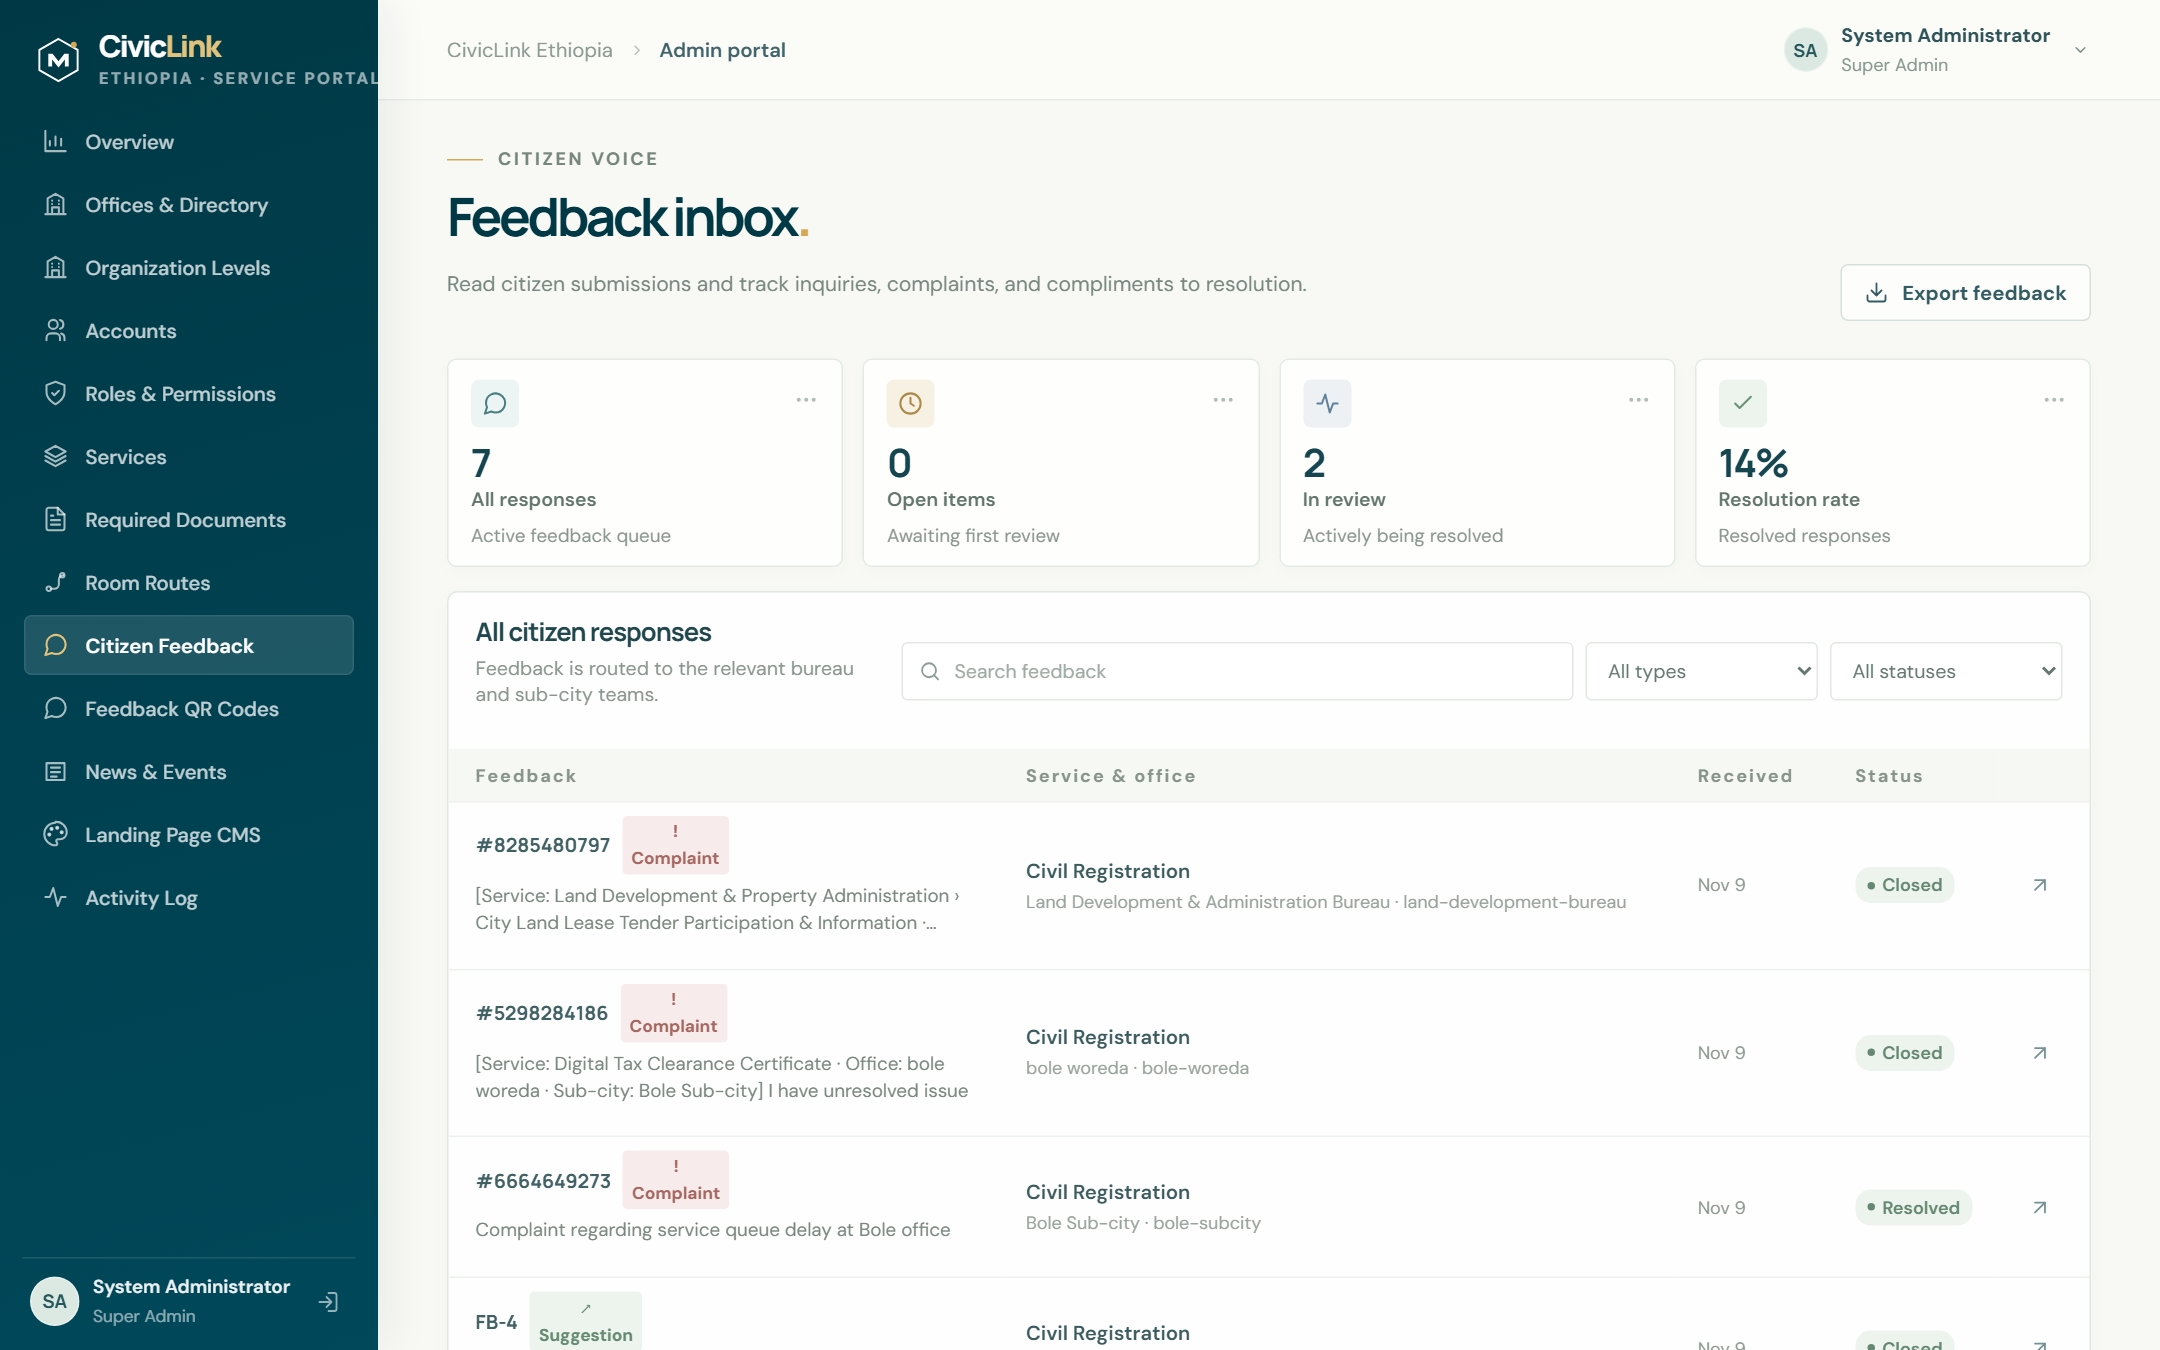 CivicLink
ETHIOPIA · SERVICE PORTAL
Overview
Offices & Directory
Organization Levels
Accounts
Roles & Permissions
Services
Required Documents
Room Routes
Citizen Feedback
Feedback QR Codes
News & Events
Landing Page CMS
Activity Log
SA
System Administrator
Super Admin
CivicLink Ethiopia › Admin portal
SA
System Administrator
Super Admin
CITIZEN VOICE
Feedback inbox.
Read citizen submissions and track inquiries, complaints, and compliments to resolution.
Export feedback
7
All responses
Active feedback queue
0
Open items
Awaiting first review
2
In review
Actively being resolved
14%
Resolution rate
Resolved responses
All citizen responses
Feedback is routed to the relevant bureau
and sub-city teams.
Search feedback
All types
All statuses
Feedback Service & office Received Status
#8285480797
!
Complaint
[Service: Land Development & Property Administration ›
City Land Lease Tender Participation & Information ·...
Civil Registration
Land Development & Administration Bureau · land-development-bureau
Nov 9
Closed
#5298284186
!
Complaint
[Service: Digital Tax Clearance Certificate · Office: bole
woreda · Sub-city: Bole Sub-city] I have unresolved issue
Civil Registration
bole woreda · bole-woreda
Nov 9
Closed
#6664649273
!
Complaint
Complaint regarding service queue delay at Bole office
Civil Registration
Bole Sub-city · bole-subcity
Nov 9
Resolved
FB-4
↗
Suggestion
Civil Registration
Nov 9
Closed